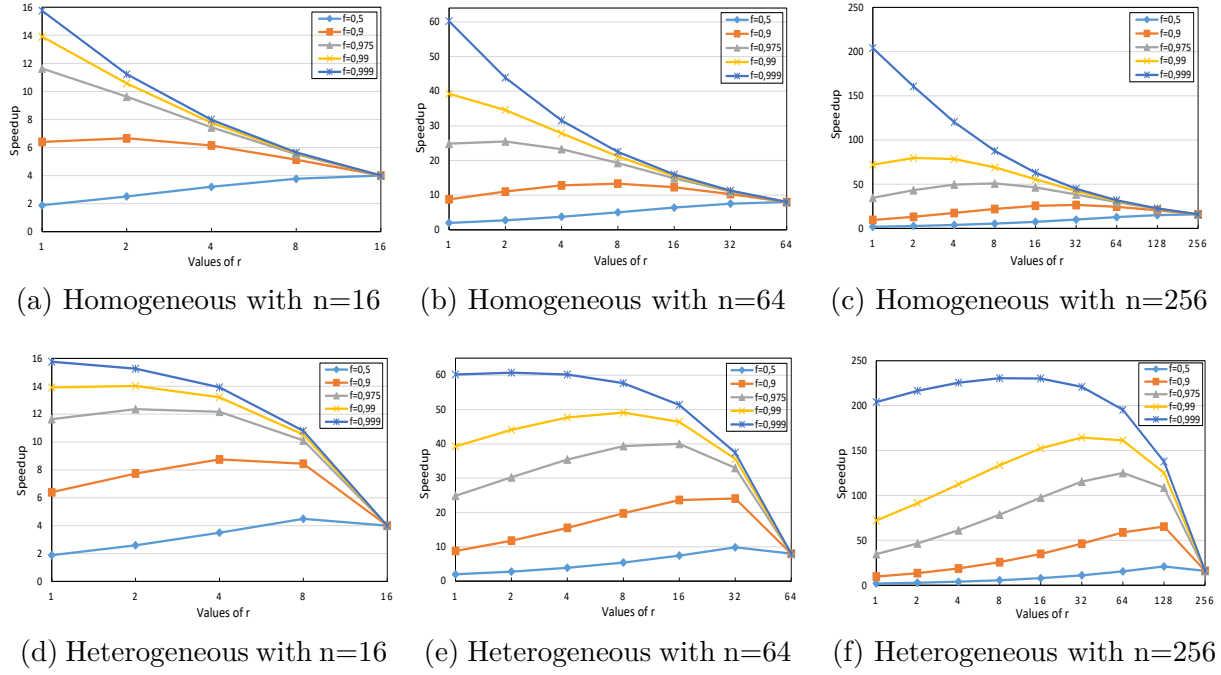 16
14
12
10
8
6
4
2
0
Speedup
f=0,5
f=0,9
f=0,975
f=0,99
f=0,999
1 2 4 8 16
Values of r
(a) Homogeneous with n=16
60
50
40
30
20
10
0
Speedup
f=0,5
f=0,9
f=0,975
f=0,99
f=0,999
1 2 4 8 16 32 64
Values of r
(b) Homogeneous with n=64
250
200
150
100
50
0
Speedup
f=0,5
f=0,9
f=0,975
f=0,99
f=0,999
1 2 4 8 16 32 64 128 256
Values of r
(c) Homogeneous with n=256
16
14
12
10
8
6
4
2
0
Speedup
f=0,5
f=0,9
f=0,975
f=0,99
f=0,999
1 2 4 8 16
Values of r
(d) Heterogeneous with n=16
60
50
40
30
20
10
0
Speedup
f=0,5
f=0,9
f=0,975
f=0,99
f=0,999
1 2 4 8 16 32 64
Values of r
(e) Heterogeneous with n=64
250
200
150
100
50
0
Speedup
f=0,5
f=0,9
f=0,975
f=0,99
f=0,999
1 2 4 8 16 32 64 128 256
Values of r
(f) Heterogeneous with n=256